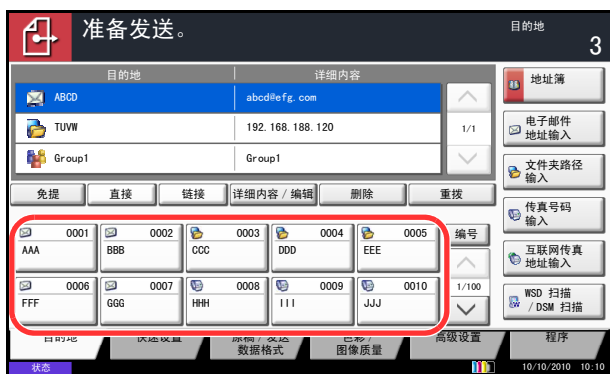 准备发送。
目的地
3
目的地 详细内容
ABCD abcd@efg.com
TUVW 192.168.188.120 1/1
Group1 Group1
免提 直接 链接 详细内容 / 编辑 删除 重拨
0001 0002 0003 0004 0005 编号
AAA BBB CCC DDD EEE
0006 0007 0008 0009 0010 1/100
FFF GGG HHH III JJJ
地址簿
电子邮件
地址输入
文件夹路径
输入
传真号码
输入
互联网传真
地址输入
WSD 扫描
/DSM 扫描
目的地 快速设置 原稿 / 发送 色彩 / 高级设置 程序
数据格式 图像质量
状态 10/10/2010 10:10